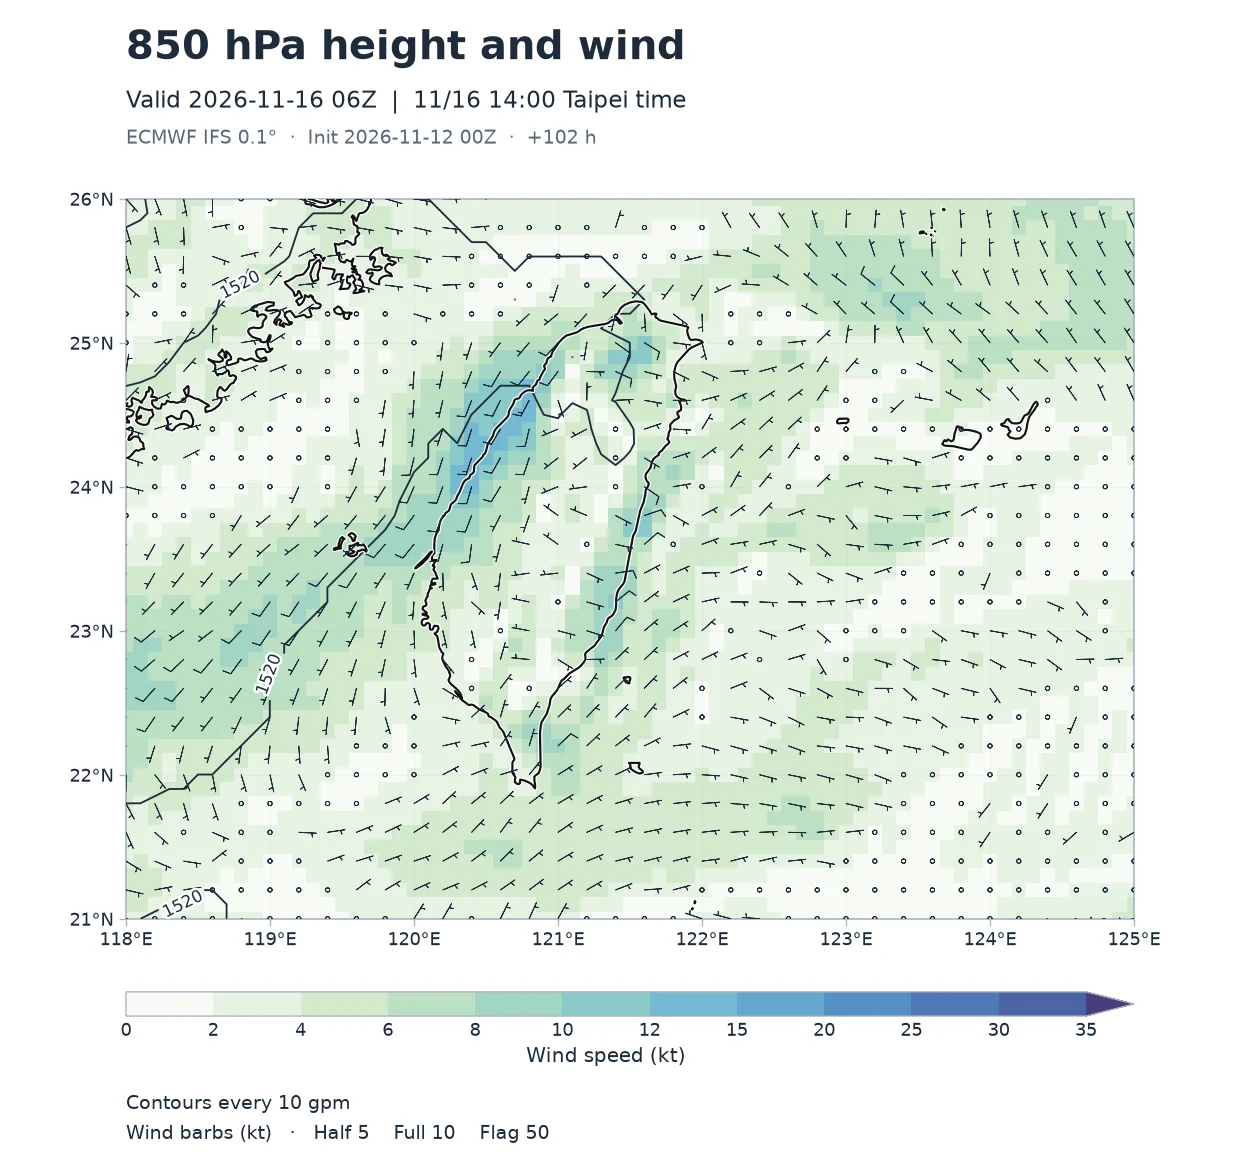 850 hPa height and wind
Valid 2026-11-16 06Z | 11/16 14:00 Taipei time
ECMWF IFS 0.1° · Init 2026-11-12 00Z · +102 h
26°N
1520
25°N
24°N
23°N
1520
22°N
1520
21°N
118°E 119°E 120°E 121°E 122°E 123°E 124°E 125°E
0 2 4 6 8 10 12 15 20 25 30 35
Wind speed (kt)
Contours every 10 gpm
Wind barbs (kt) · Half 5 Full 10 Flag 50